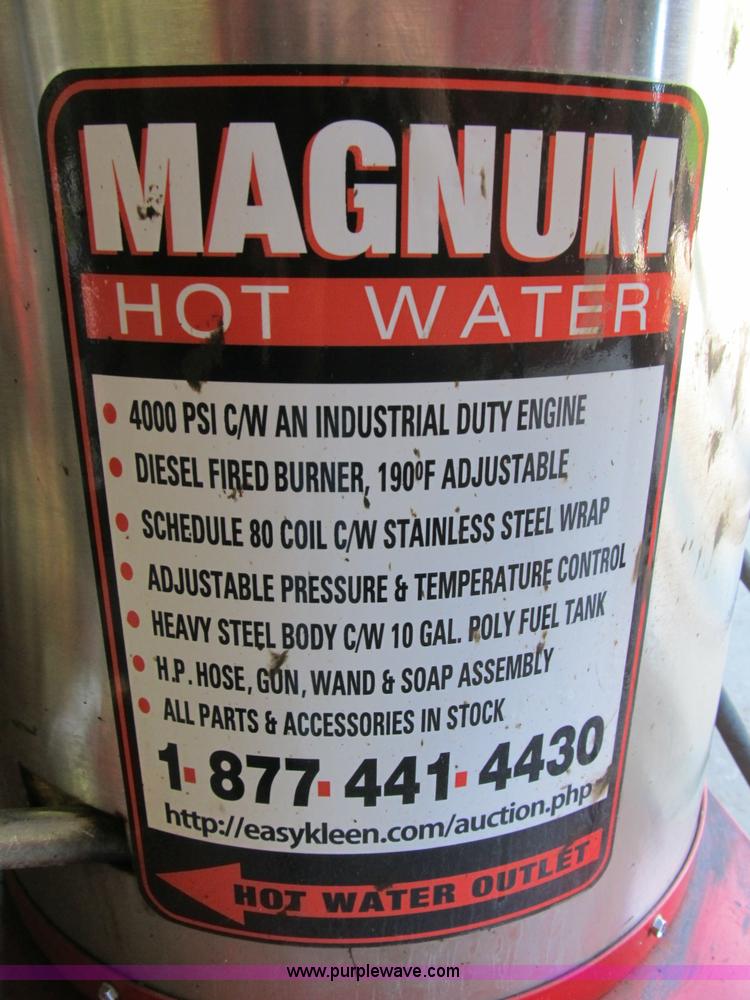 MAGNUM
HOT WATER
4000 PSI C/W AN INDUSTRIAL DUTY ENGINE
DIESEL FIRED BURNER, 190ºF ADJUSTABLE
SCHEDULE 80 COIL C/W STAINLESS STEEL WRAP
ADJUSTABLE PRESSURE & TEMPERATURE CONTROL
HEAVY STEEL BODY C/W 10 GAL. POLY FUEL TANK
H.P. HOSE, GUN, WAND & SOAP ASSEMBLY
ALL PARTS & ACCESSORIES IN STOCK
1·877·441·4430
http://easykleen.com/auction.php
HOT WATER OUTLET
www.purplewave.com